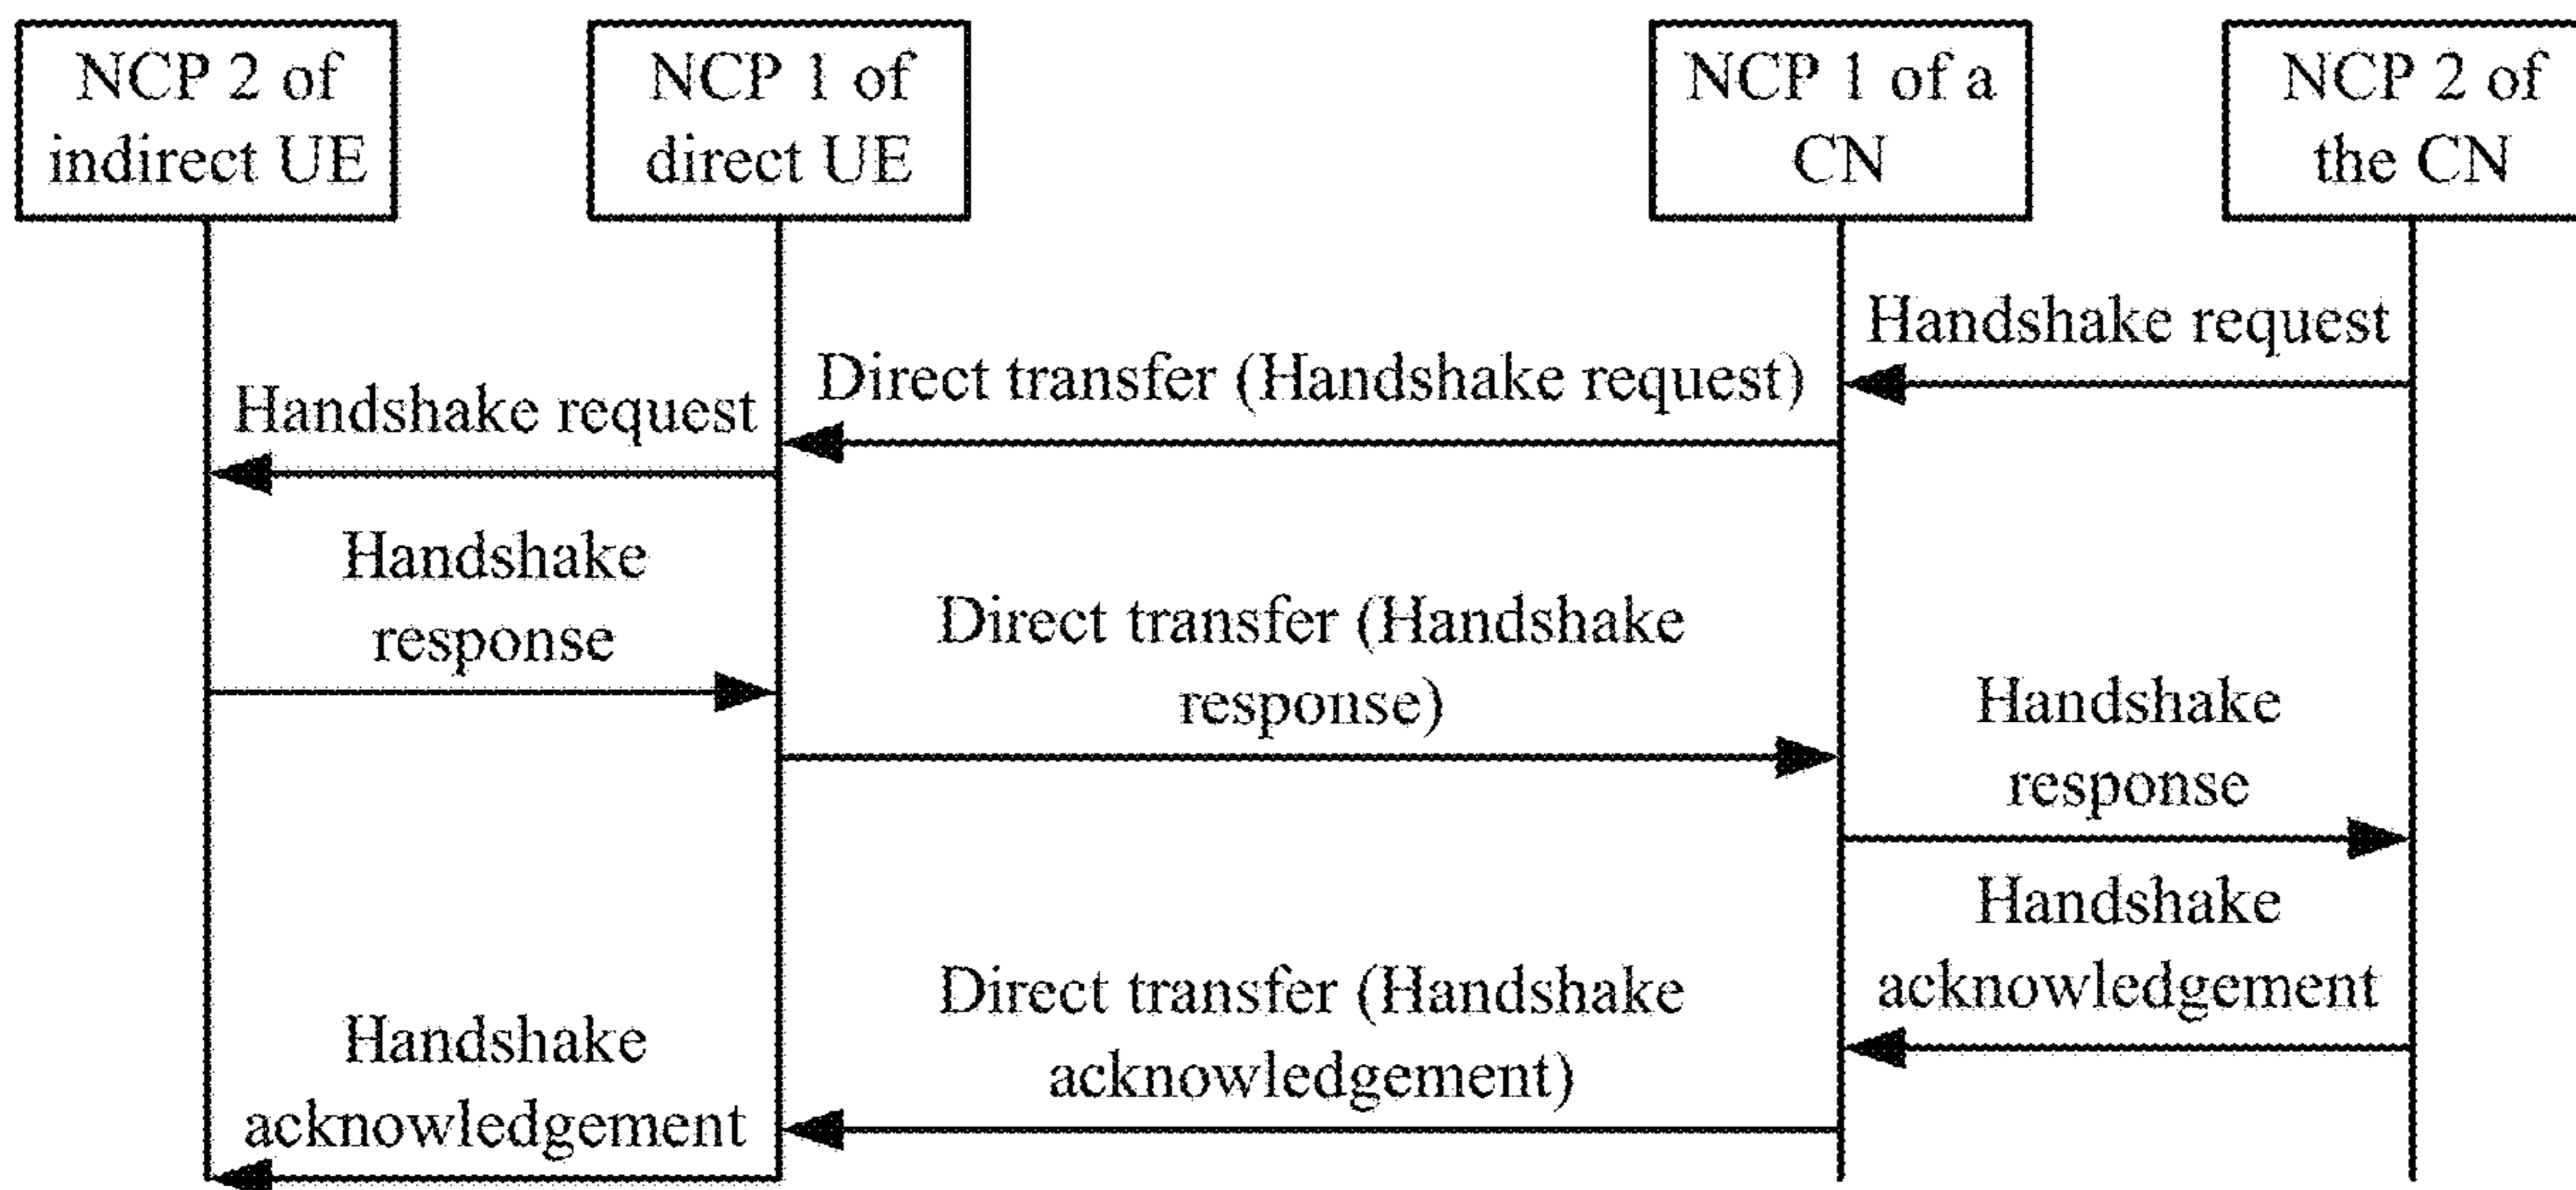 NCP 2 of
indirect UE
NCP 1 of
direct UE
NCP 1 of a
CN
NCP 2 of
the CN
Handshake request
Direct transfer (Handshake request)
Handshake request
Handshake
response
Direct transfer (Handshake
response)
Handshake
response
Handshake
acknowledgement
Direct transfer (Handshake
acknowledgement)
Handshake
acknowledgement